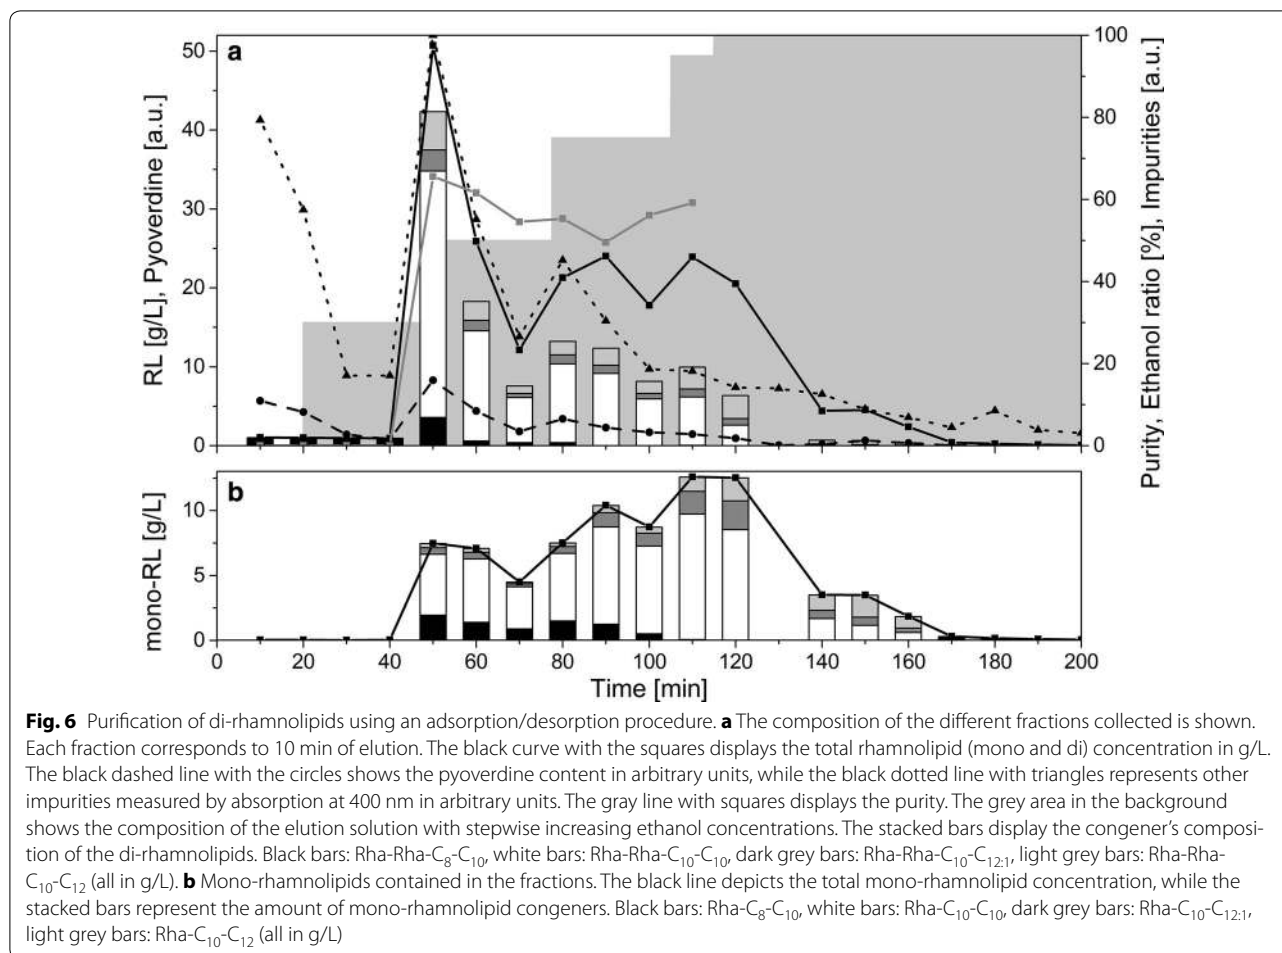 a
50
40
30
20
10
0
RL [g/L], Pyoverdine [a.u.]
100
80
60
40
20
0
Purity, Ethanol ratio [%], Impurities [a.u.]
b
10
5
0
mono-RL [g/L]
0 20 40 60 80 100 120 140 160 180 200
Time [min]
Fig. 6 Purification of di-rhamnolipids using an adsorption/desorption procedure. a The composition of the different fractions collected is shown.
Each fraction corresponds to 10 min of elution. The black curve with the squares displays the total rhamnolipid (mono and di) concentration in g/L.
The black dashed line with the circles shows the pyoverdine content in arbitrary units, while the black dotted line with triangles represents other
impurities measured by absorption at 400 nm in arbitrary units. The gray line with squares displays the purity. The grey area in the background
shows the composition of the elution solution with stepwise increasing ethanol concentrations. The stacked bars display the congener's composi-
tion of the di-rhamnolipids. Black bars: Rha-Rha-C8-C10, white bars: Rha-Rha-C10-C10, dark grey bars: Rha-Rha-C10-C12:1, light grey bars: Rha-Rha-
C10-C12 (all in g/L). b Mono-rhamnolipids contained in the fractions. The black line depicts the total mono-rhamnolipid concentration, while the
stacked bars represent the amount of mono-rhamnolipid congeners. Black bars: Rha-C8-C10, white bars: Rha-C10-C10, dark grey bars: Rha-C10-C12:1,
light grey bars: Rha-C10-C12 (all in g/L)